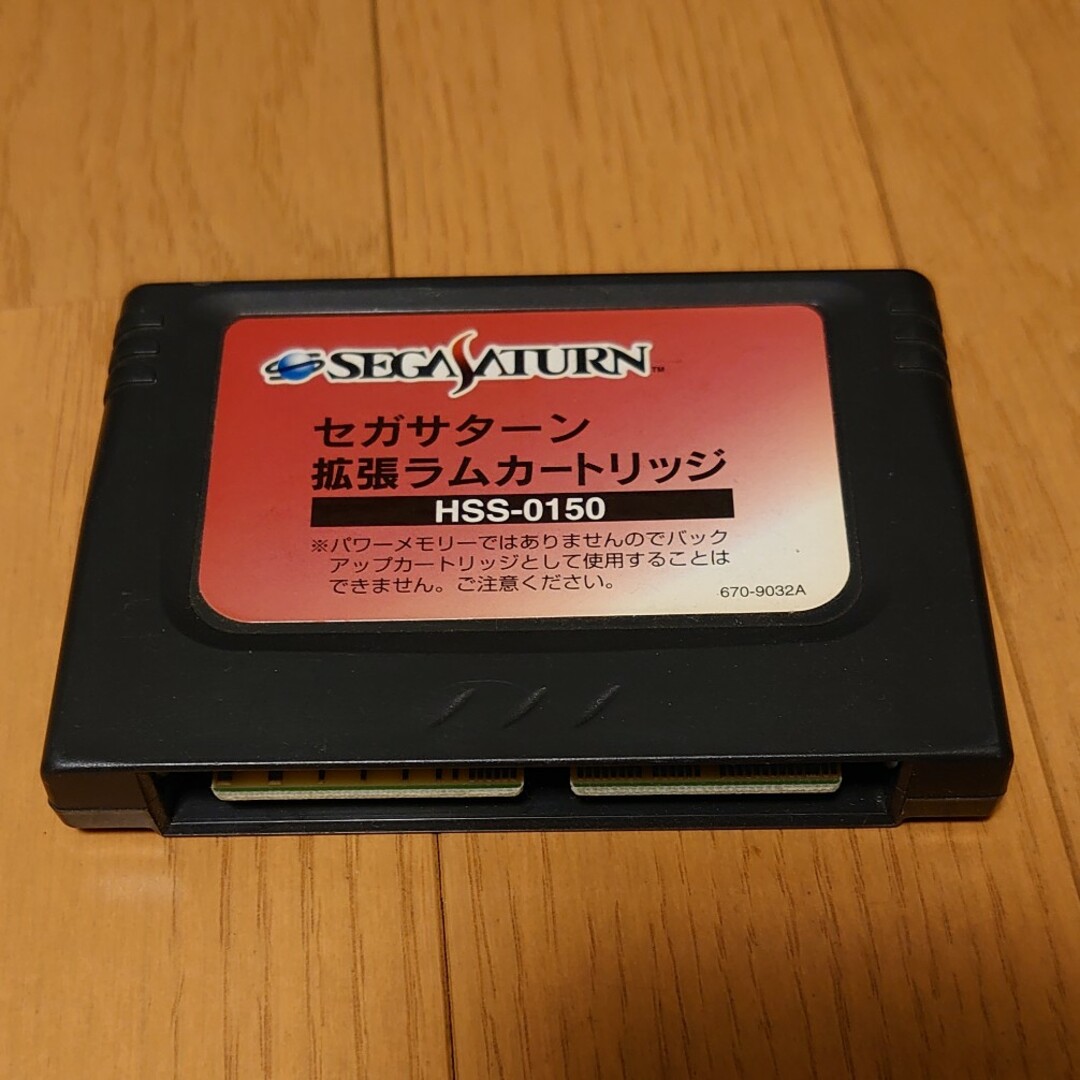 SEGA SATURN™
セガサターン
拡張ラムカートリッジ
HSS-0150
※パワーメモリーではありませんのでバック
アップカートリッジとして使用することは
できません。ご注意ください。
670-9032A